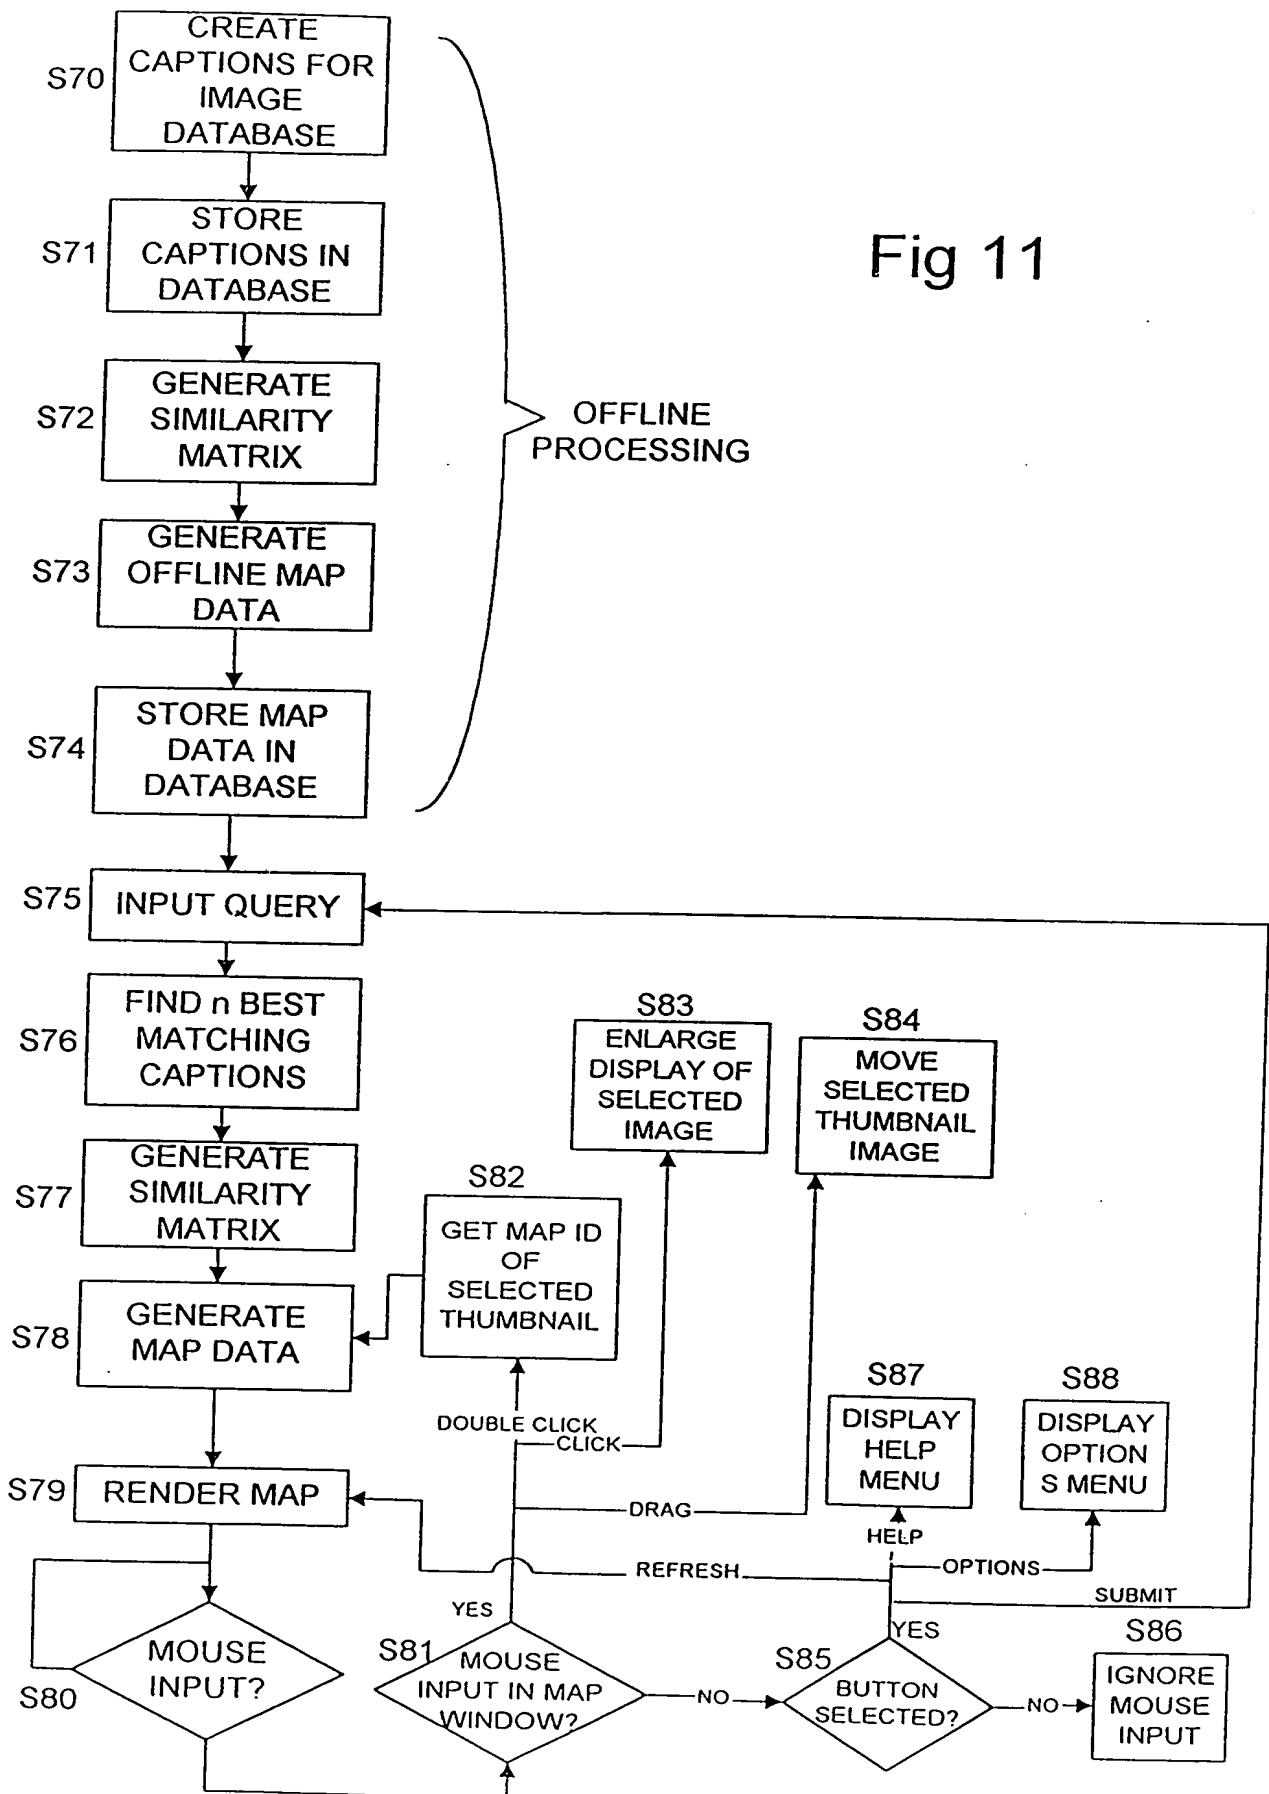 CREATE
CAPTIONS FOR
IMAGE
DATABASE
S70
STORE
CAPTIONS IN
DATABASE
S71
Fig 11
GENERATE
SIMILARITY
MATRIX
S72
OFFLINE
PROCESSING
GENERATE
OFFLINE MAP
DATA
S73
STORE MAP
DATA IN
DATABASE
S74
S75
INPUT QUERY
FIND n BEST
MATCHING
CAPTIONS
S76
S83
ENLARGE
DISPLAY OF
SELECTED
IMAGE
S84
MOVE
SELECTED
THUMBNAIL
IMAGE
GENERATE
SIMILARITY
MATRIX
S77
S82
GET MAP ID
OF
SELECTED
THUMBNAIL
GENERATE
MAP DATA
S78
S87
DISPLAY
HELP
MENU
S88
DISPLAY
OPTION
S MENU
DOUBLE CLICK
CLICK
S79
RENDER MAP
DRAG
HELP
REFRESH
OPTIONS
SUBMIT
YES
YES
MOUSE
INPUT?
S80
S81
MOUSE
INPUT IN MAP
WINDOW?
NO
S85
BUTTON
SELECTED?
NO
S86
IGNORE
MOUSE
INPUT